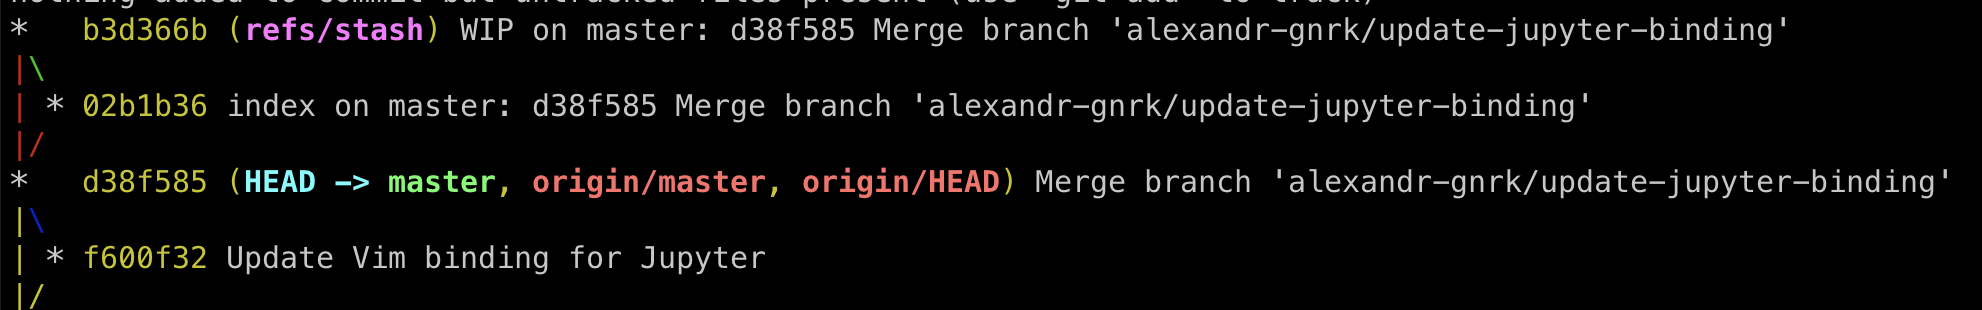 nothing added to commit but untracked files present (use "git add" to track)
* b3d366b (refs/stash) WIP on master: d38f585 Merge branch 'alexandr-gnrk/update-jupyter-binding'
|\
| * 02b1b36 index on master: d38f585 Merge branch 'alexandr-gnrk/update-jupyter-binding'
|/
* d38f585 (HEAD -> master, origin/master, origin/HEAD) Merge branch 'alexandr-gnrk/update-jupyter-binding'
|\
| * f600f32 Update Vim binding for Jupyter
|/